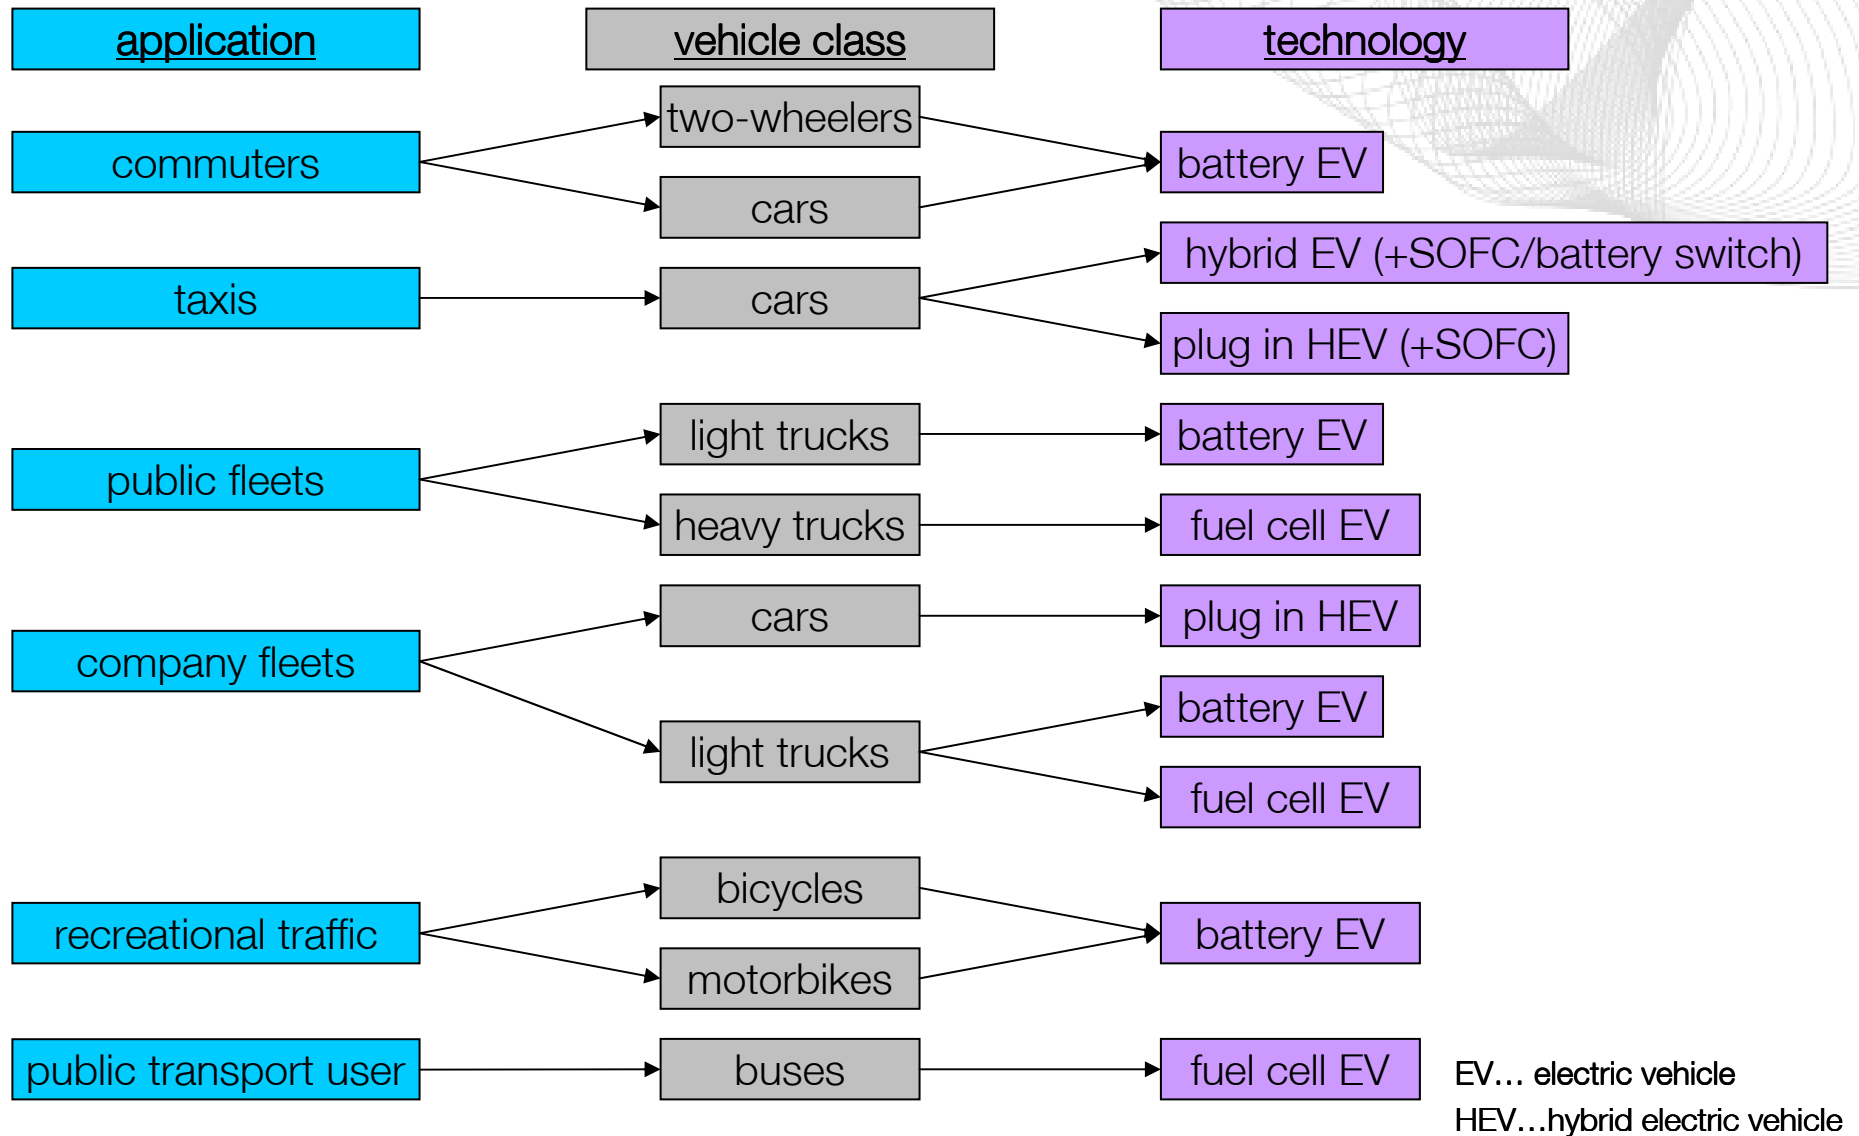 application
vehicle class
technology
two-wheelers
commuters
battery EV
cars
hybrid EV (+SOFC/battery switch)
taxis
cars
plug in HEV (+SOFC)
light trucks
battery EV
public fleets
heavy trucks
fuel cell EV
cars
plug in HEV
company fleets
battery EV
light trucks
fuel cell EV
bicycles
recreational traffic
battery EV
motorbikes
public transport user
buses
fuel cell EV
EV... electric vehicle
HEV...hybrid electric vehicle